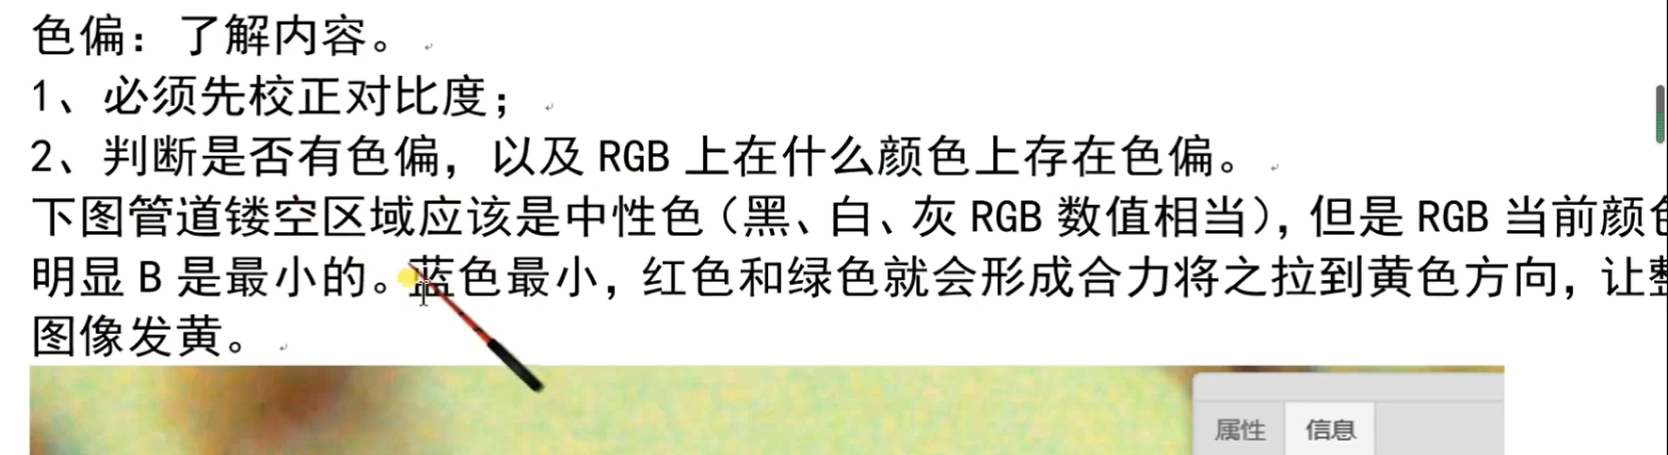 色偏：了解内容。
1、必须先校正对比度；
2、判断是否有色偏，以及 RGB 上在什么颜色上存在色偏。
下图管道镂空区域应该是中性色（黑、白、灰 RGB 数值相当），但是 RGB 当前颜色
明显 B 是最小的。蓝色最小，红色和绿色就会形成合力将之拉到黄色方向，让整
图像发黄。
属性 信息